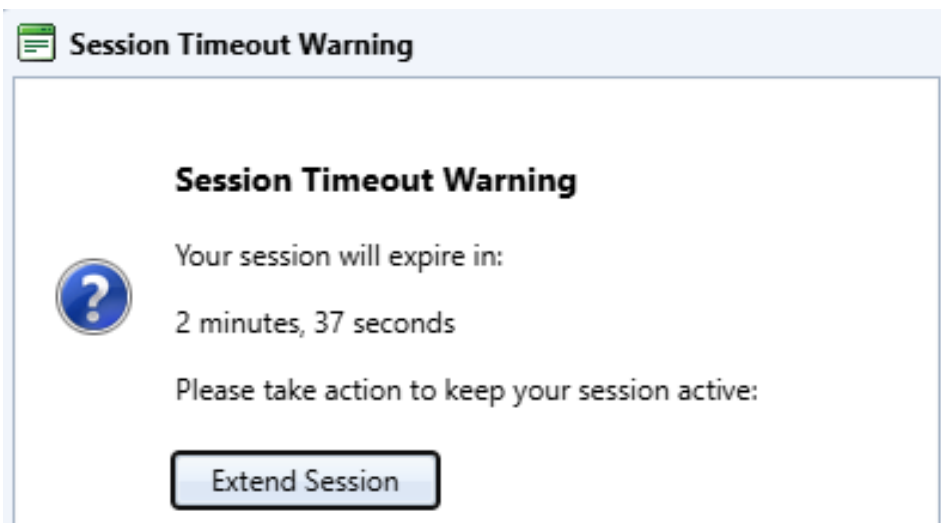 Session Timeout Warning
Session Timeout Warning
Your session will expire in:
2 minutes, 37 seconds
Please take action to keep your session active:
Extend Session